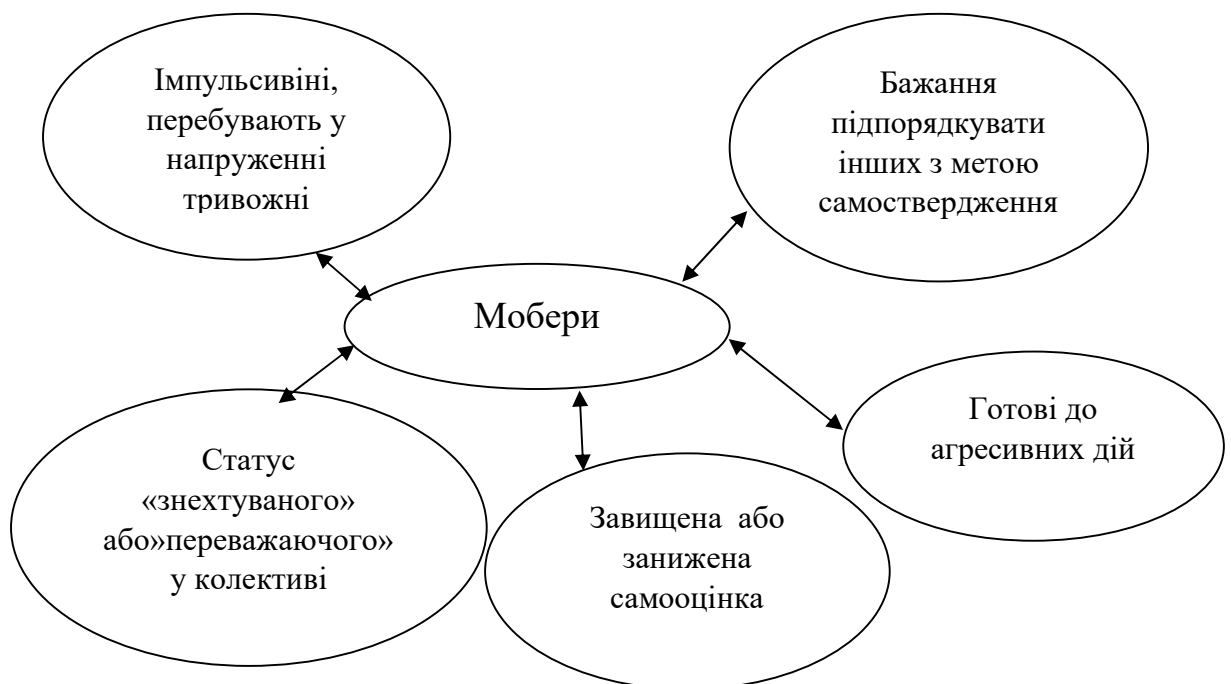 Імпульсивіні,
перебувають у
напруженні
тривожні
Бажання
підпорядкувати
інших з метою
самоствердження
Мобери
Готові до
агресивних дій
Статус
«знехтуваного»
або»переважаючого»
у колективі
Завищена або
занижена
самооцінка